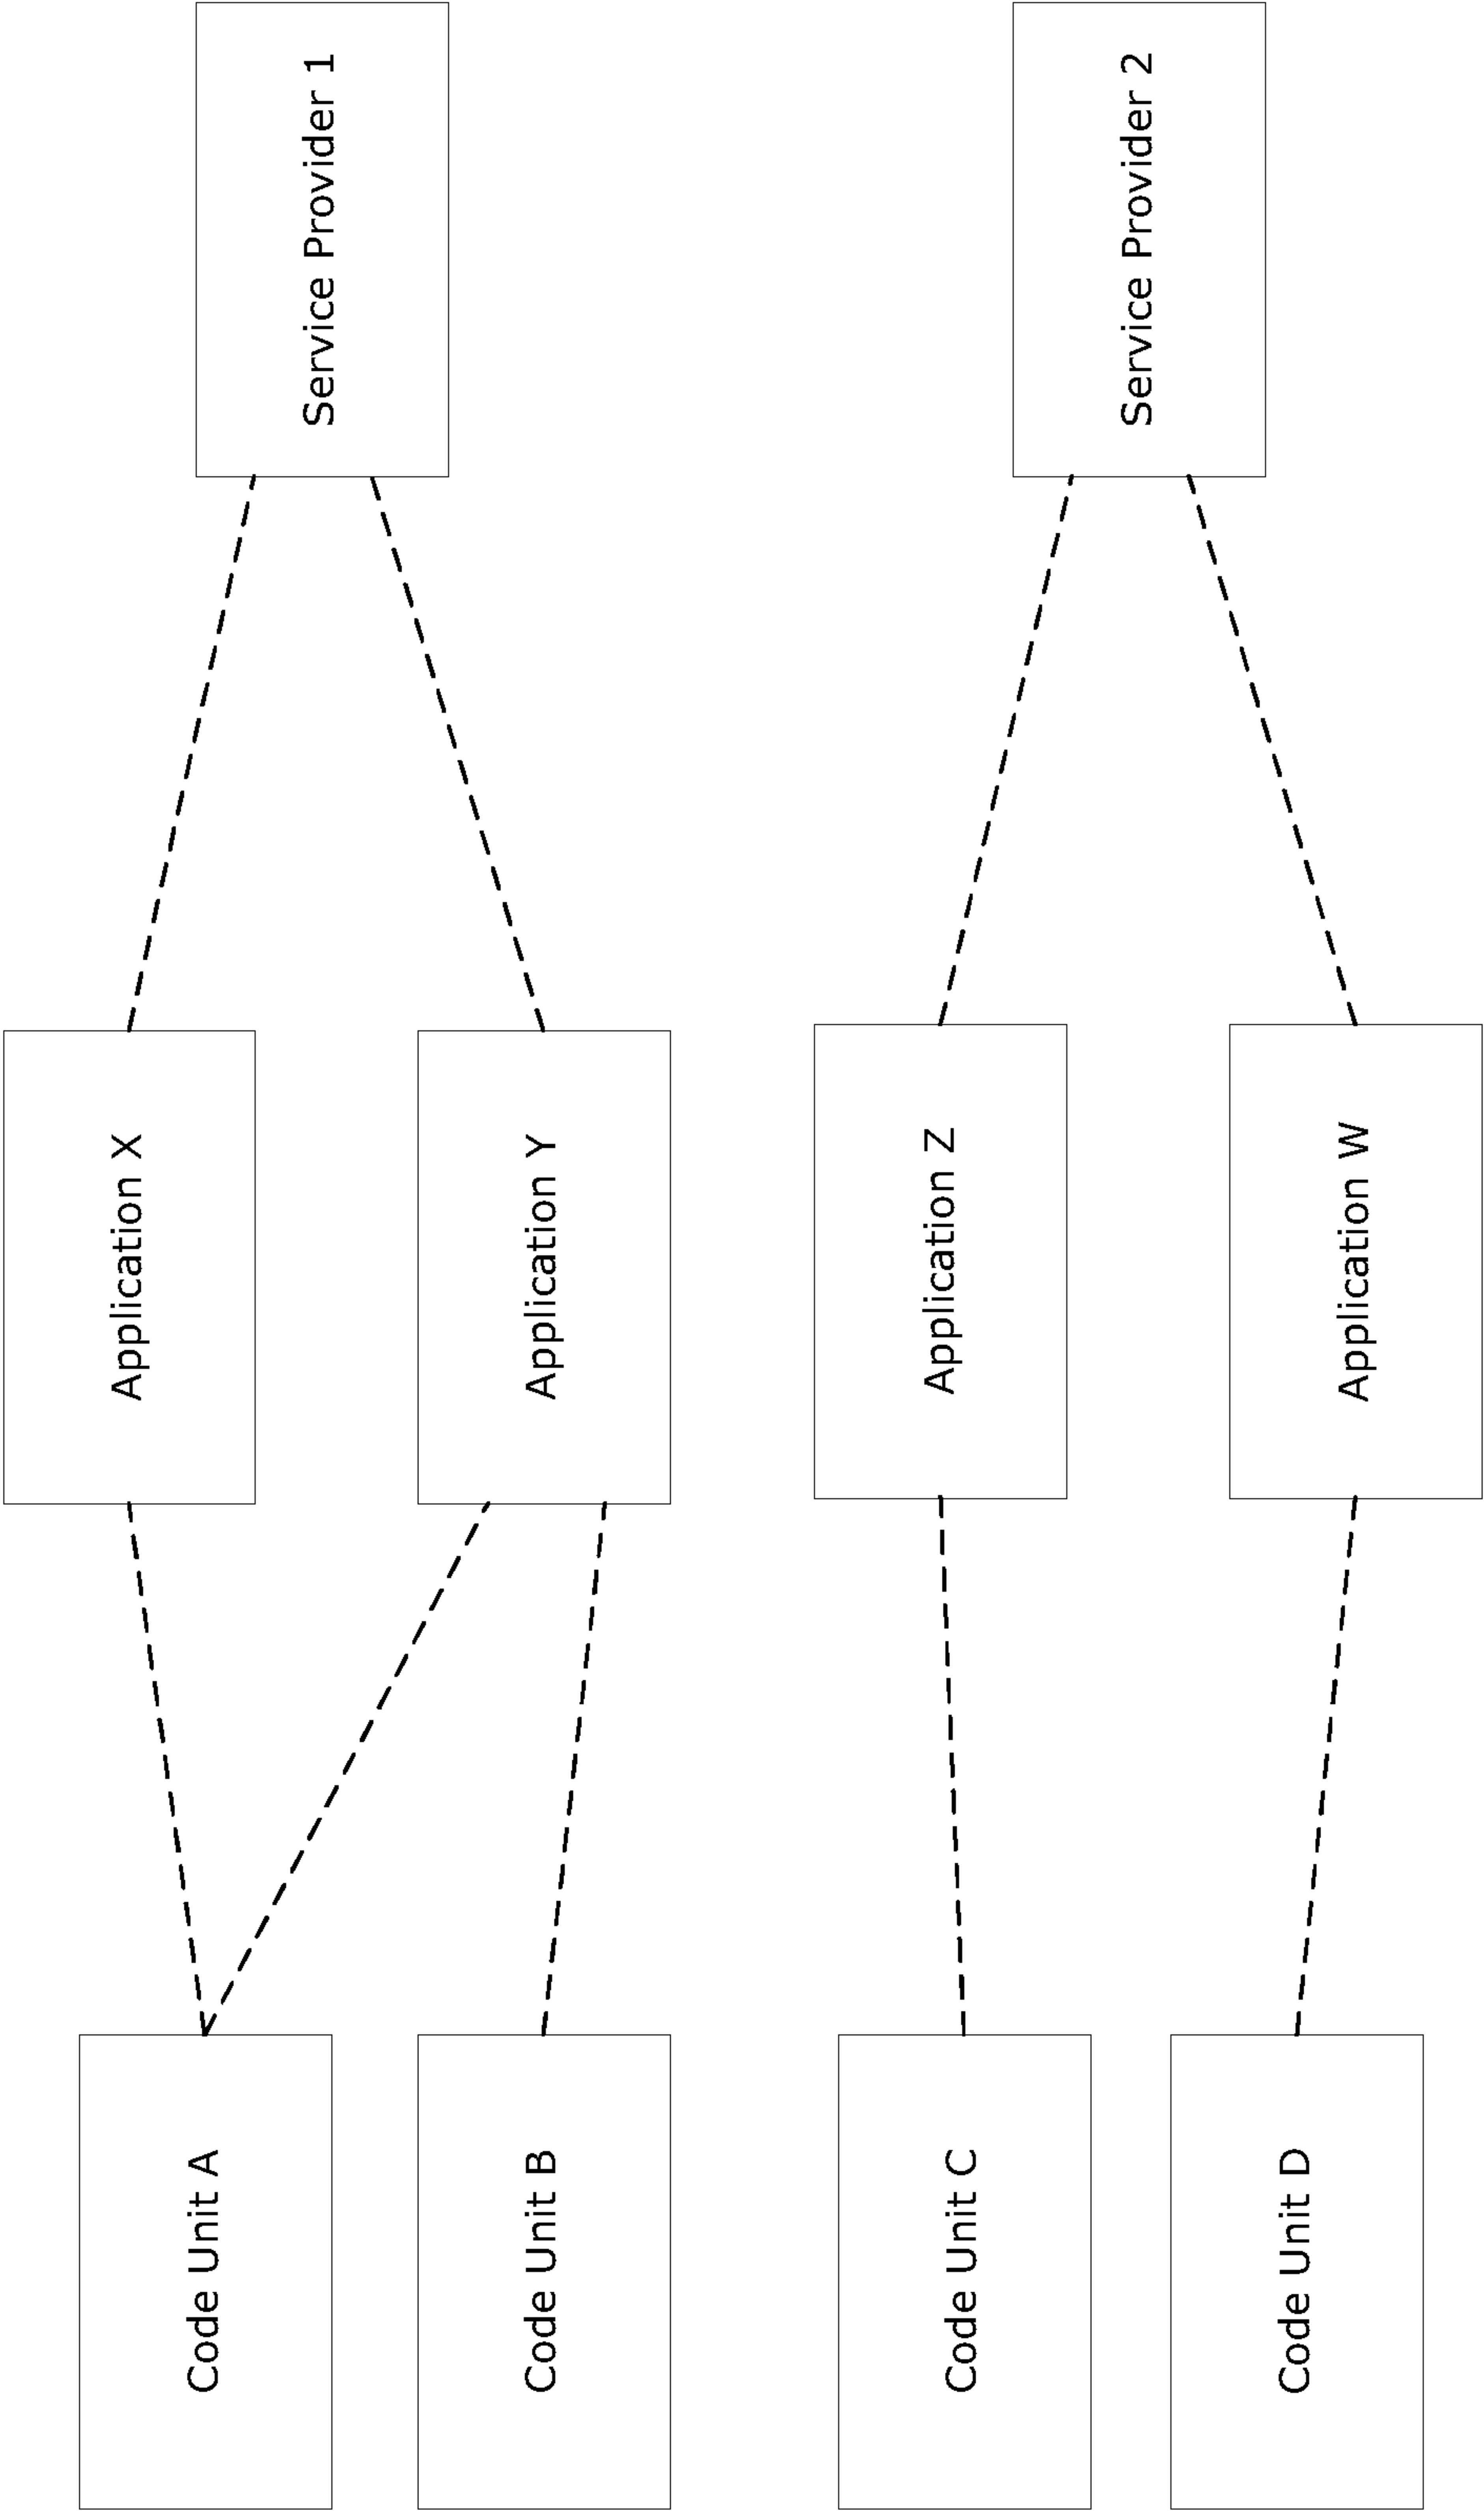 Service Provider 1
Service Provider 2
Application X
Application Y
Application Z
Application W
Code Unit A
Code Unit B
Code Unit C
Code Unit D